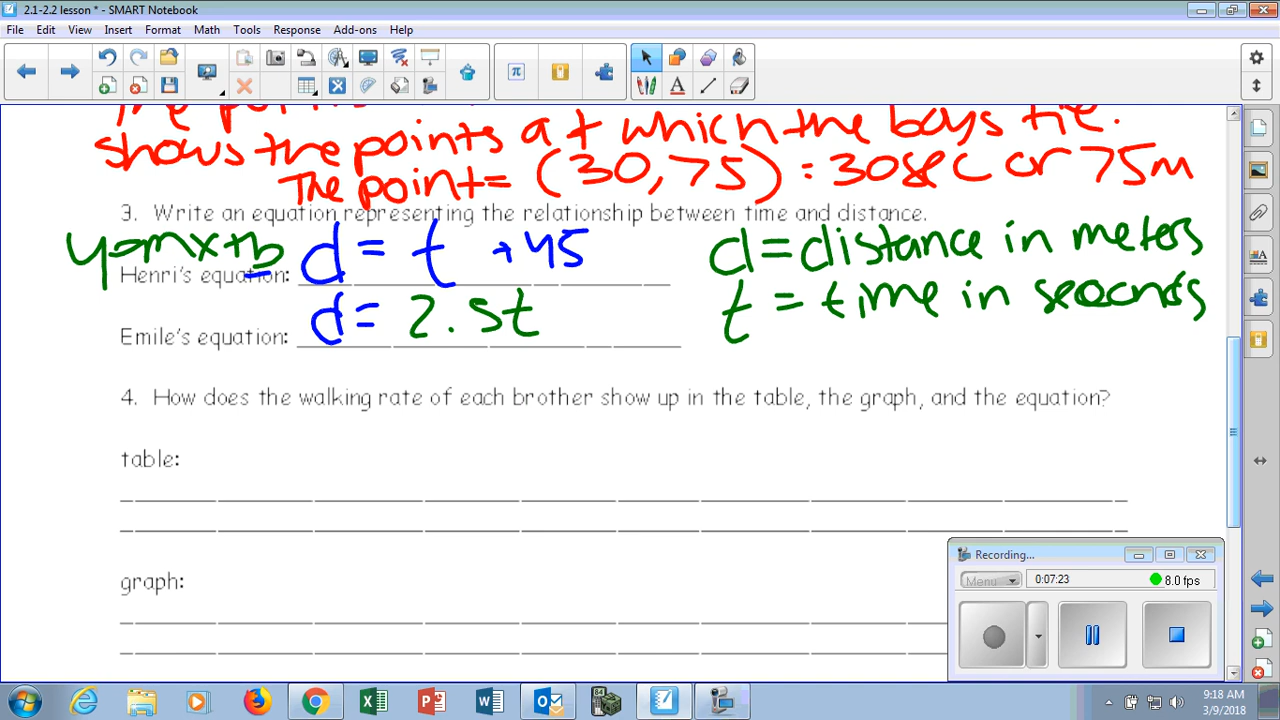 2.1-2.2 lesson * - SMART Notebook
File Edit View Insert Format Math Tools Response Add-ons Help
shows the points at which the boys tie.
The point= (30,75) = 30sec or 75m
3. Write an equation representing the relationship between time and distance.
y=mx+b d = t +45 d=distance in meters
Henri's equation:
t = time in seconds
d = 2.5t
Emile's equation:
4. How does the walking rate of each brother show up in the table, the graph, and the equation?
table:
graph:
Recording...
Menu 0:07:23 8.0 fps
9:18 AM
3/9/2018